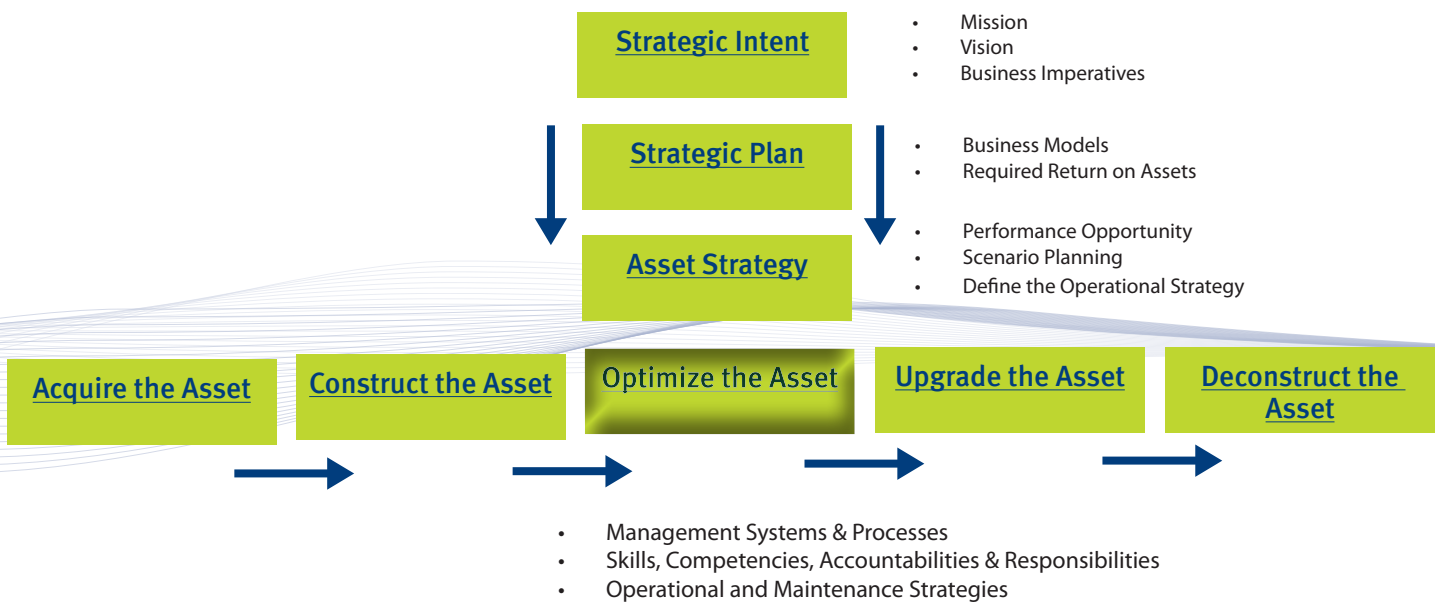 Strategic Intent
• Mission
• Vision
• Business Imperatives
Strategic Plan
• Business Models
• Required Return on Assets
Asset Strategy
• Performance Opportunity
• Scenario Planning
• Define the Operational Strategy
Acquire the Asset
Construct the Asset
Optimize the Asset
Upgrade the Asset
Deconstruct the
Asset
• Management Systems & Processes
• Skills, Competencies, Accountabilities & Responsibilities
• Operational and Maintenance Strategies